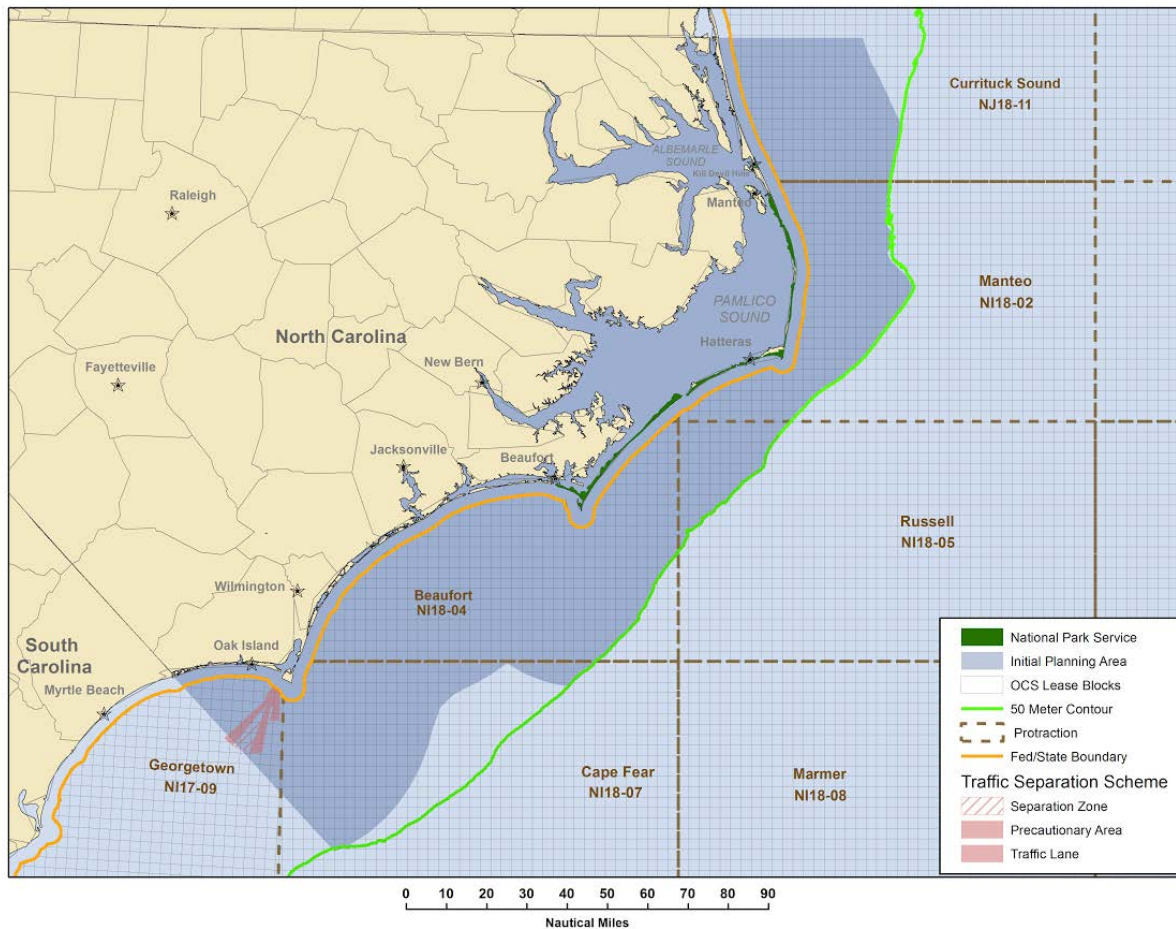 Currituck Sound
NJ18-11
ALBEMARLE
SOUND
Kill Devil Hills
Raleigh
Manteo
Manteo
NI18-02
PAMLICO
SOUND
North Carolina
Hatteras
New Bern
Fayetteville
Jacksonville
Beaufort
Russell
NI18-05
Wilmington
Beaufort
NI18-04
Oak Island
South
Carolina
Myrtle Beach
Georgetown
NI17-09
Cape Fear
NI18-07
Marmer
NI18-08
National Park Service
Initial Planning Area
OCS Lease Blocks
50 Meter Contour
Protraction
Fed/State Boundary
Traffic Separation Scheme
Separation Zone
Precautionary Area
Traffic Lane
0 10 20 30 40 50 60 70 80 90
Nautical Miles